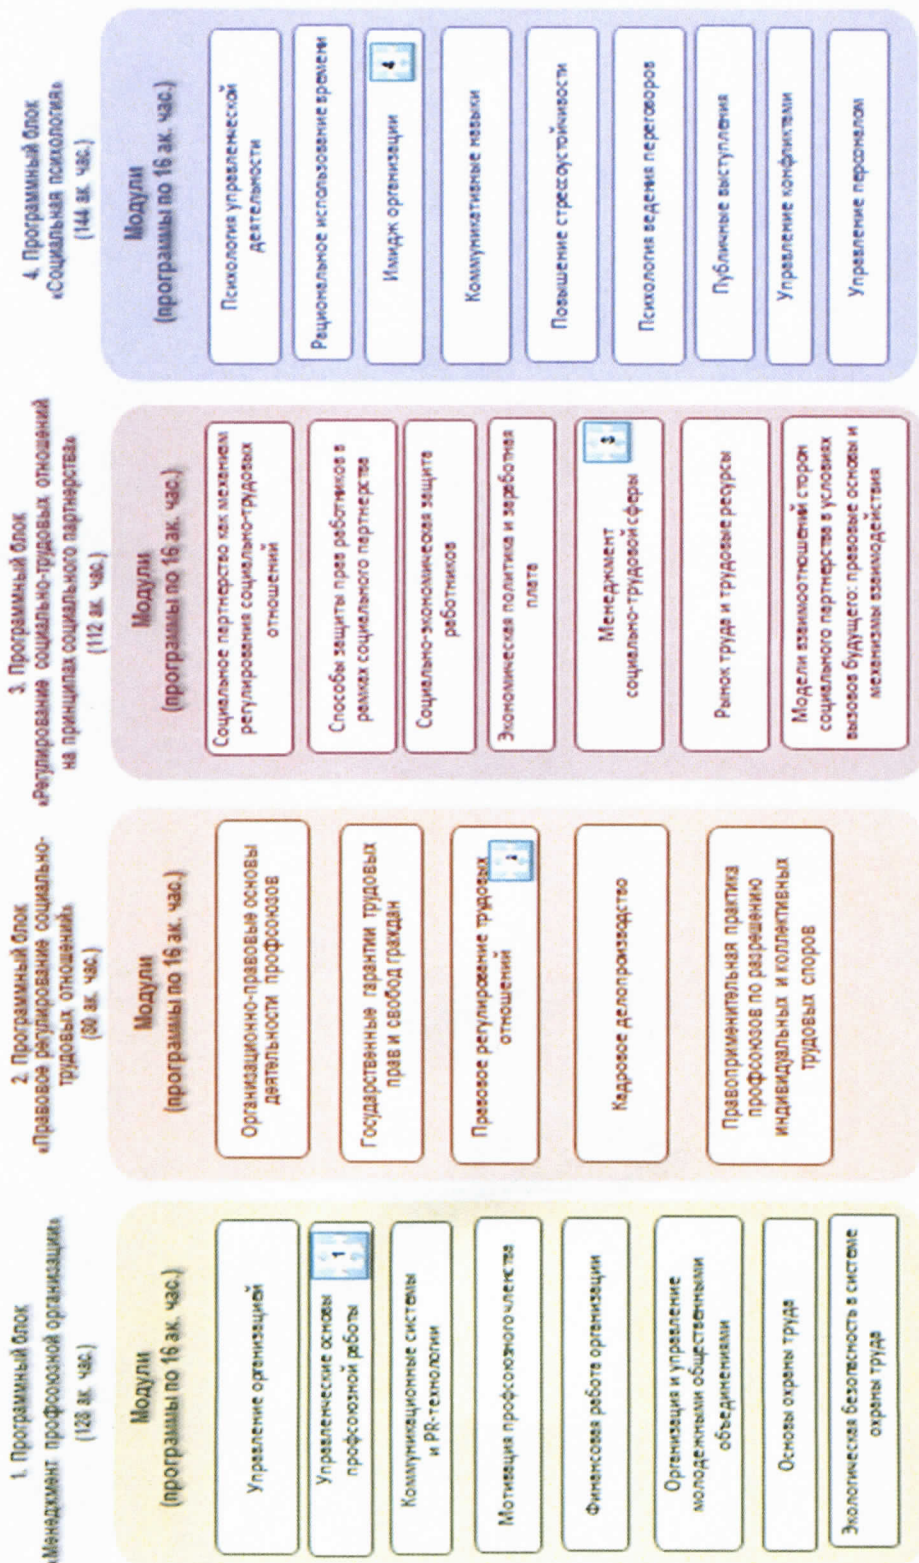 1. Программный блок
«Менеджмент профсоюзной организации»
(128 ак. час.)
Модули
(программы по 16 ак. час.)
Управление организацией
Управленческие основы
профсоюзной работы
1
Коммуникационные системы
и PR-технологии
Мотивация профсоюзного членства
Финансовая работа организации
Организация и управление
молодежными общественными
объединениями
Основы охраны труда
Экологическая безопасность в системе
охраны труда
2. Программный блок
«Правовое регулирование социально-
трудовых отношений»
(80 ак. час.)
Модули
(программы по 16 ак. час.)
Организационно-правовые основы
деятельности профсоюзов
Государственные гарантии трудовых
прав и свобод граждан
Правовое регулирование трудовых
отношений
2
Кадровое делопроизводство
Правоприменительная практика
профсоюзов по разрешению
индивидуальных и коллективных
трудовых споров
3. Программный блок
«Регулирование социально-трудовых отношений
на принципах социального партнерства»
(112 ак. час.)
Модули
(программы по 16 ак. час.)
Социальное партнерство как механизм
регулирования социально-трудовых
отношений
Способы защиты прав работников в
рамках социального партнерства
Социально-экономическая защита
работников
Экономическая политика и заработная
плата
Менеджмент
социально-трудовой сферы
3
Рынок труда и трудовые ресурсы
Модели взаимоотношений сторон
социального партнерства в условиях
вызовов будущего: правовые основы и
механизмы взаимодействия
4. Программный блок
«Социальная психология»
(144 ак. час.)
Модули
(программы по 16 ак. час.)
Психология управленческой
деятельности
Рациональное использование времени
Имидж организации
4
Коммуникативные навыки
Повышение стрессоустойчивости
Психология ведения переговоров
Публичные выступления
Управление конфликтами
Управление персоналом